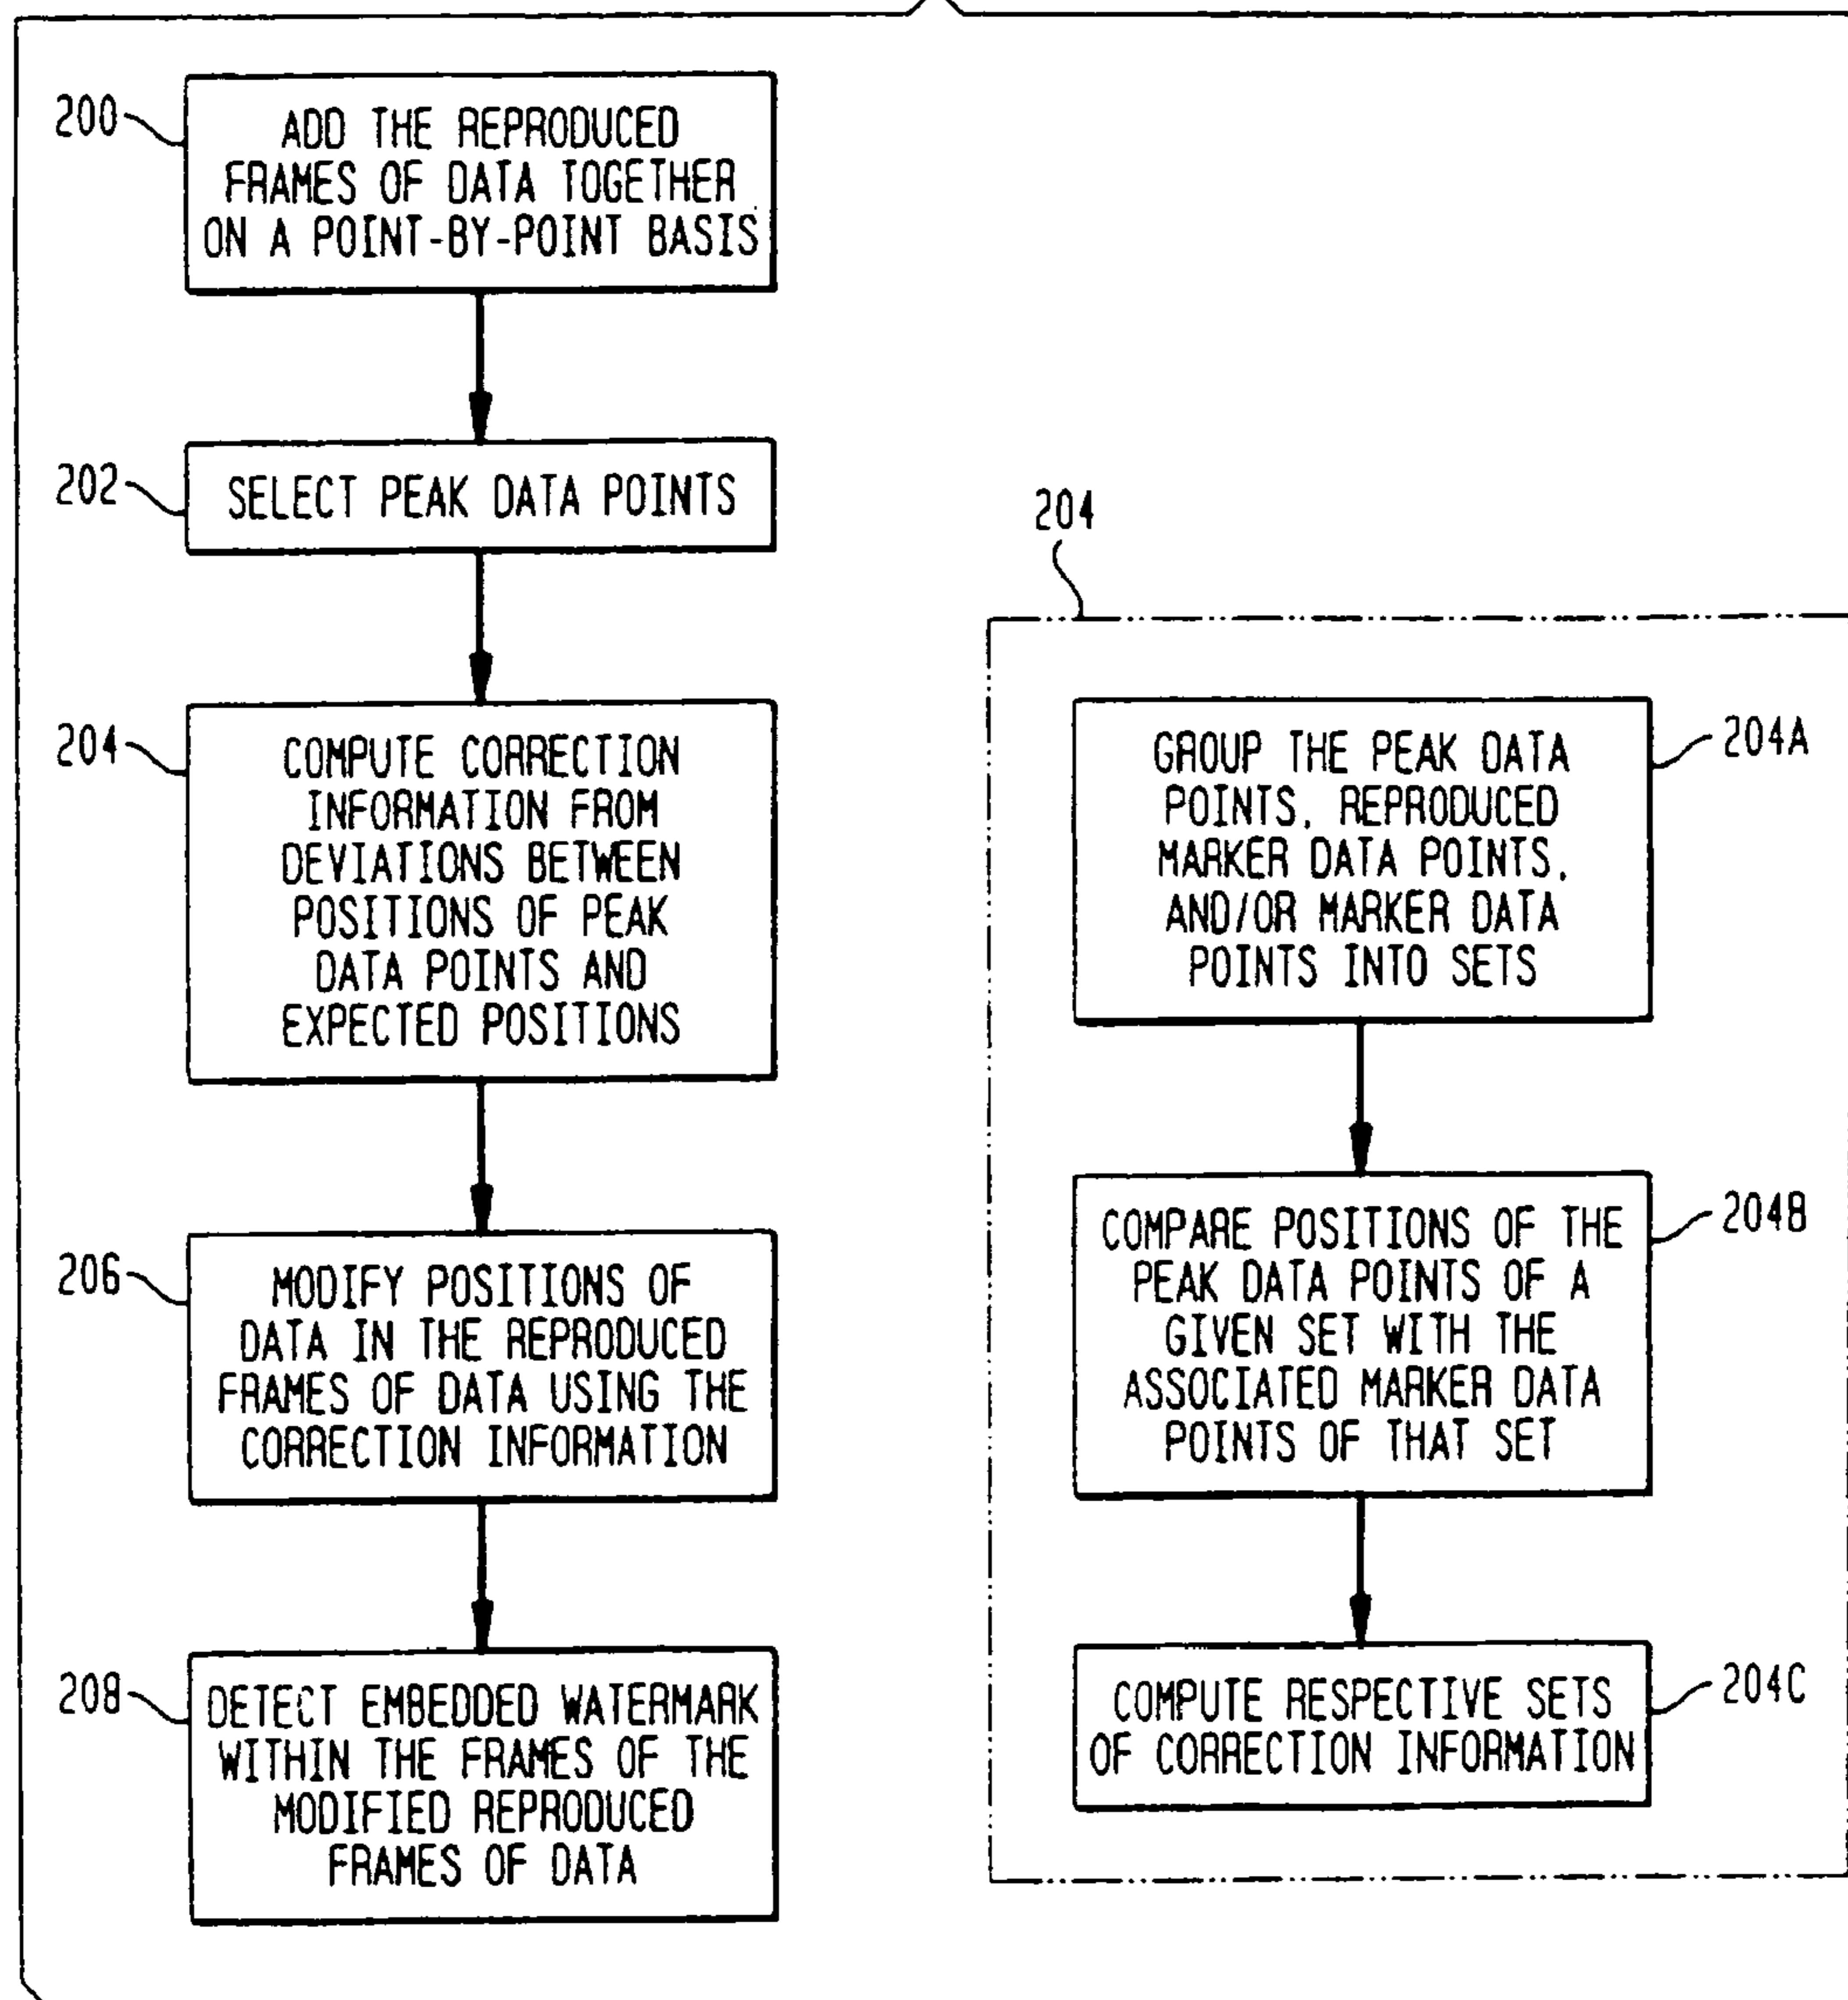 200
ADD THE REPRODUCED
FRAMES OF DATA TOGETHER
ON A POINT-BY-POINT BASIS
202
SELECT PEAK DATA POINTS
204
COMPUTE CORRECTION
INFORMATION FROM
DEVIATIONS BETWEEN
POSITIONS OF PEAK
DATA POINTS AND
EXPECTED POSITIONS
206
MODIFY POSITIONS OF
DATA IN THE REPRODUCED
FRAMES OF DATA USING THE
CORRECTION INFORMATION
208
DETECT EMBEDDED WATERMARK
WITHIN THE FRAMES OF THE
MODIFIED REPRODUCED
FRAMES OF DATA
204
204A
GROUP THE PEAK DATA
POINTS, REPRODUCED
MARKER DATA POINTS,
AND/OR MARKER DATA
POINTS INTO SETS
204B
COMPARE POSITIONS OF THE
PEAK DATA POINTS OF A
GIVEN SET WITH THE
ASSOCIATED MARKER DATA
POINTS OF THAT SET
204C
COMPUTE RESPECTIVE SETS
OF CORRECTION INFORMATION